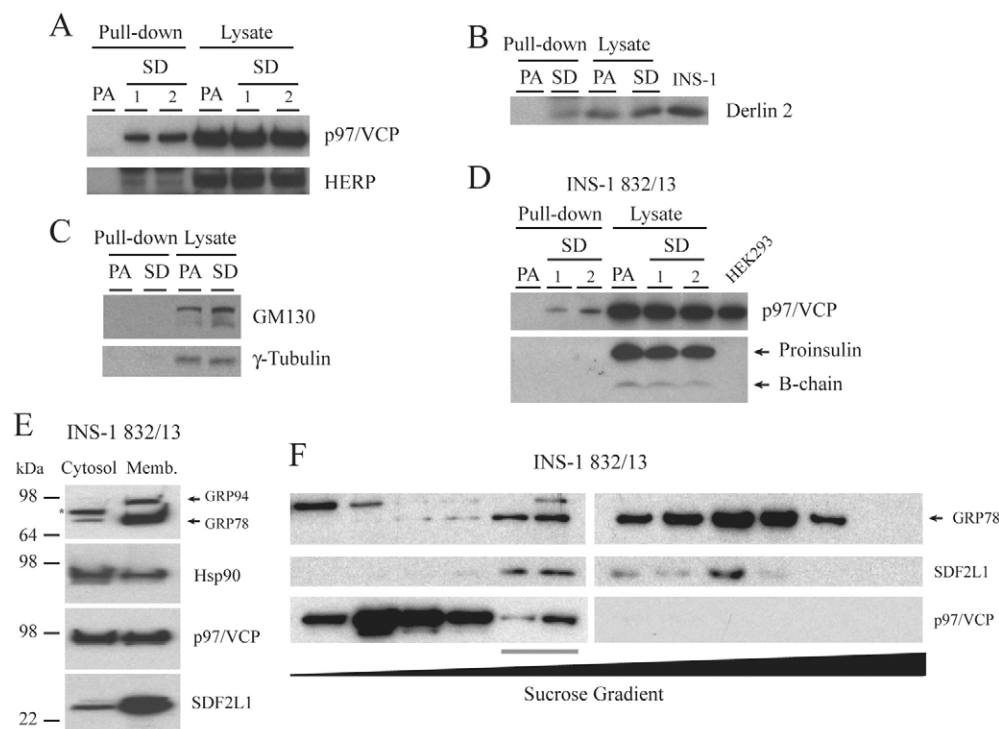 A
Pull-down Lysate
SD SD
PA 1 2 PA 1 2
p97/VCP
HERP
B
Pull-down Lysate
PA SD PA SD INS-1
Derlin 2
C
Pull-down Lysate
PA SD PA SD
GM130
γ-Tubulin
D
INS-1 832/13
Pull-down Lysate
SD SD
PA 1 2 PA 1 2 HEK293
p97/VCP
Proinsulin
B-chain
E
INS-1 832/13
kDa Cytosol Memb.
98 GRP94
*
GRP78
64
98
Hsp90
98 p97/VCP
SDF2L1
22
F
INS-1 832/13
GRP78
SDF2L1
p97/VCP
Sucrose Gradient